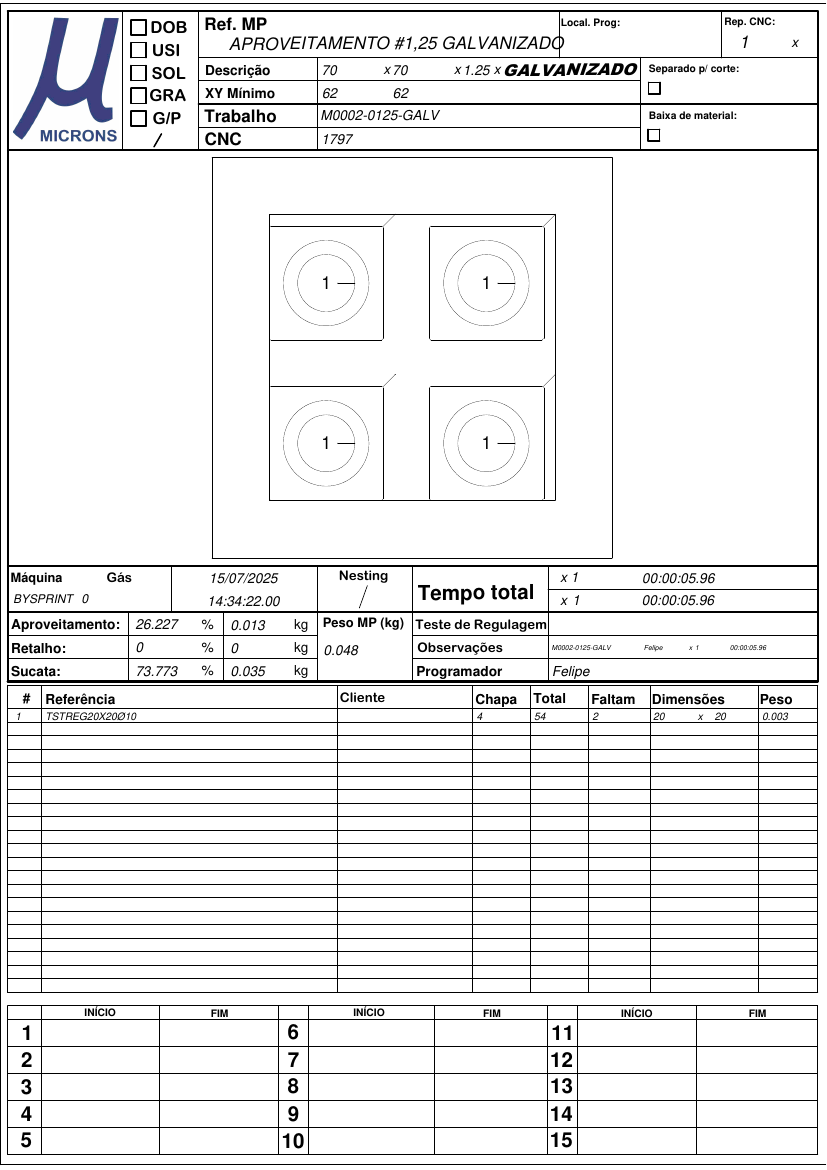 µ
MICRONS
DOB
USI
SOL
GRA
G/P
/
Ref. MP
APROVEITAMENTO #1,25 GALVANIZADO
Local. Prog:
Rep. CNC:
1 x
Descrição 70 x 70 x 1.25 x GALVANIZADO
XY Mínimo 62 62
Trabalho M0002-0125-GALV
CNC 1797
Separado p/ corte:
Baixa de material:
1 1
1 1
Máquina Gás
BYSPRINT 0
15/07/2025
14:34:22.00
Nesting
/
Tempo total
x 1 00:00:05.96
x 1 00:00:05.96
Aproveitamento: 26.227 % 0.013 kg
Retalho: 0 % 0 kg
Sucata: 73.773 % 0.035 kg
Peso MP (kg)
0.048
Teste de Regulagem
Observações M0002-0125-GALV Felipe x 1 00:00:05.96
Programador Felipe
# Referência Cliente Chapa Total Faltam Dimensões Peso
1 TSTREG20X20Ø10 4 54 2 20 x 20 0.003
INÍCIO FIM INÍCIO FIM INÍCIO FIM
1 6 11
2 7 12
3 8 13
4 9 14
5 10 15